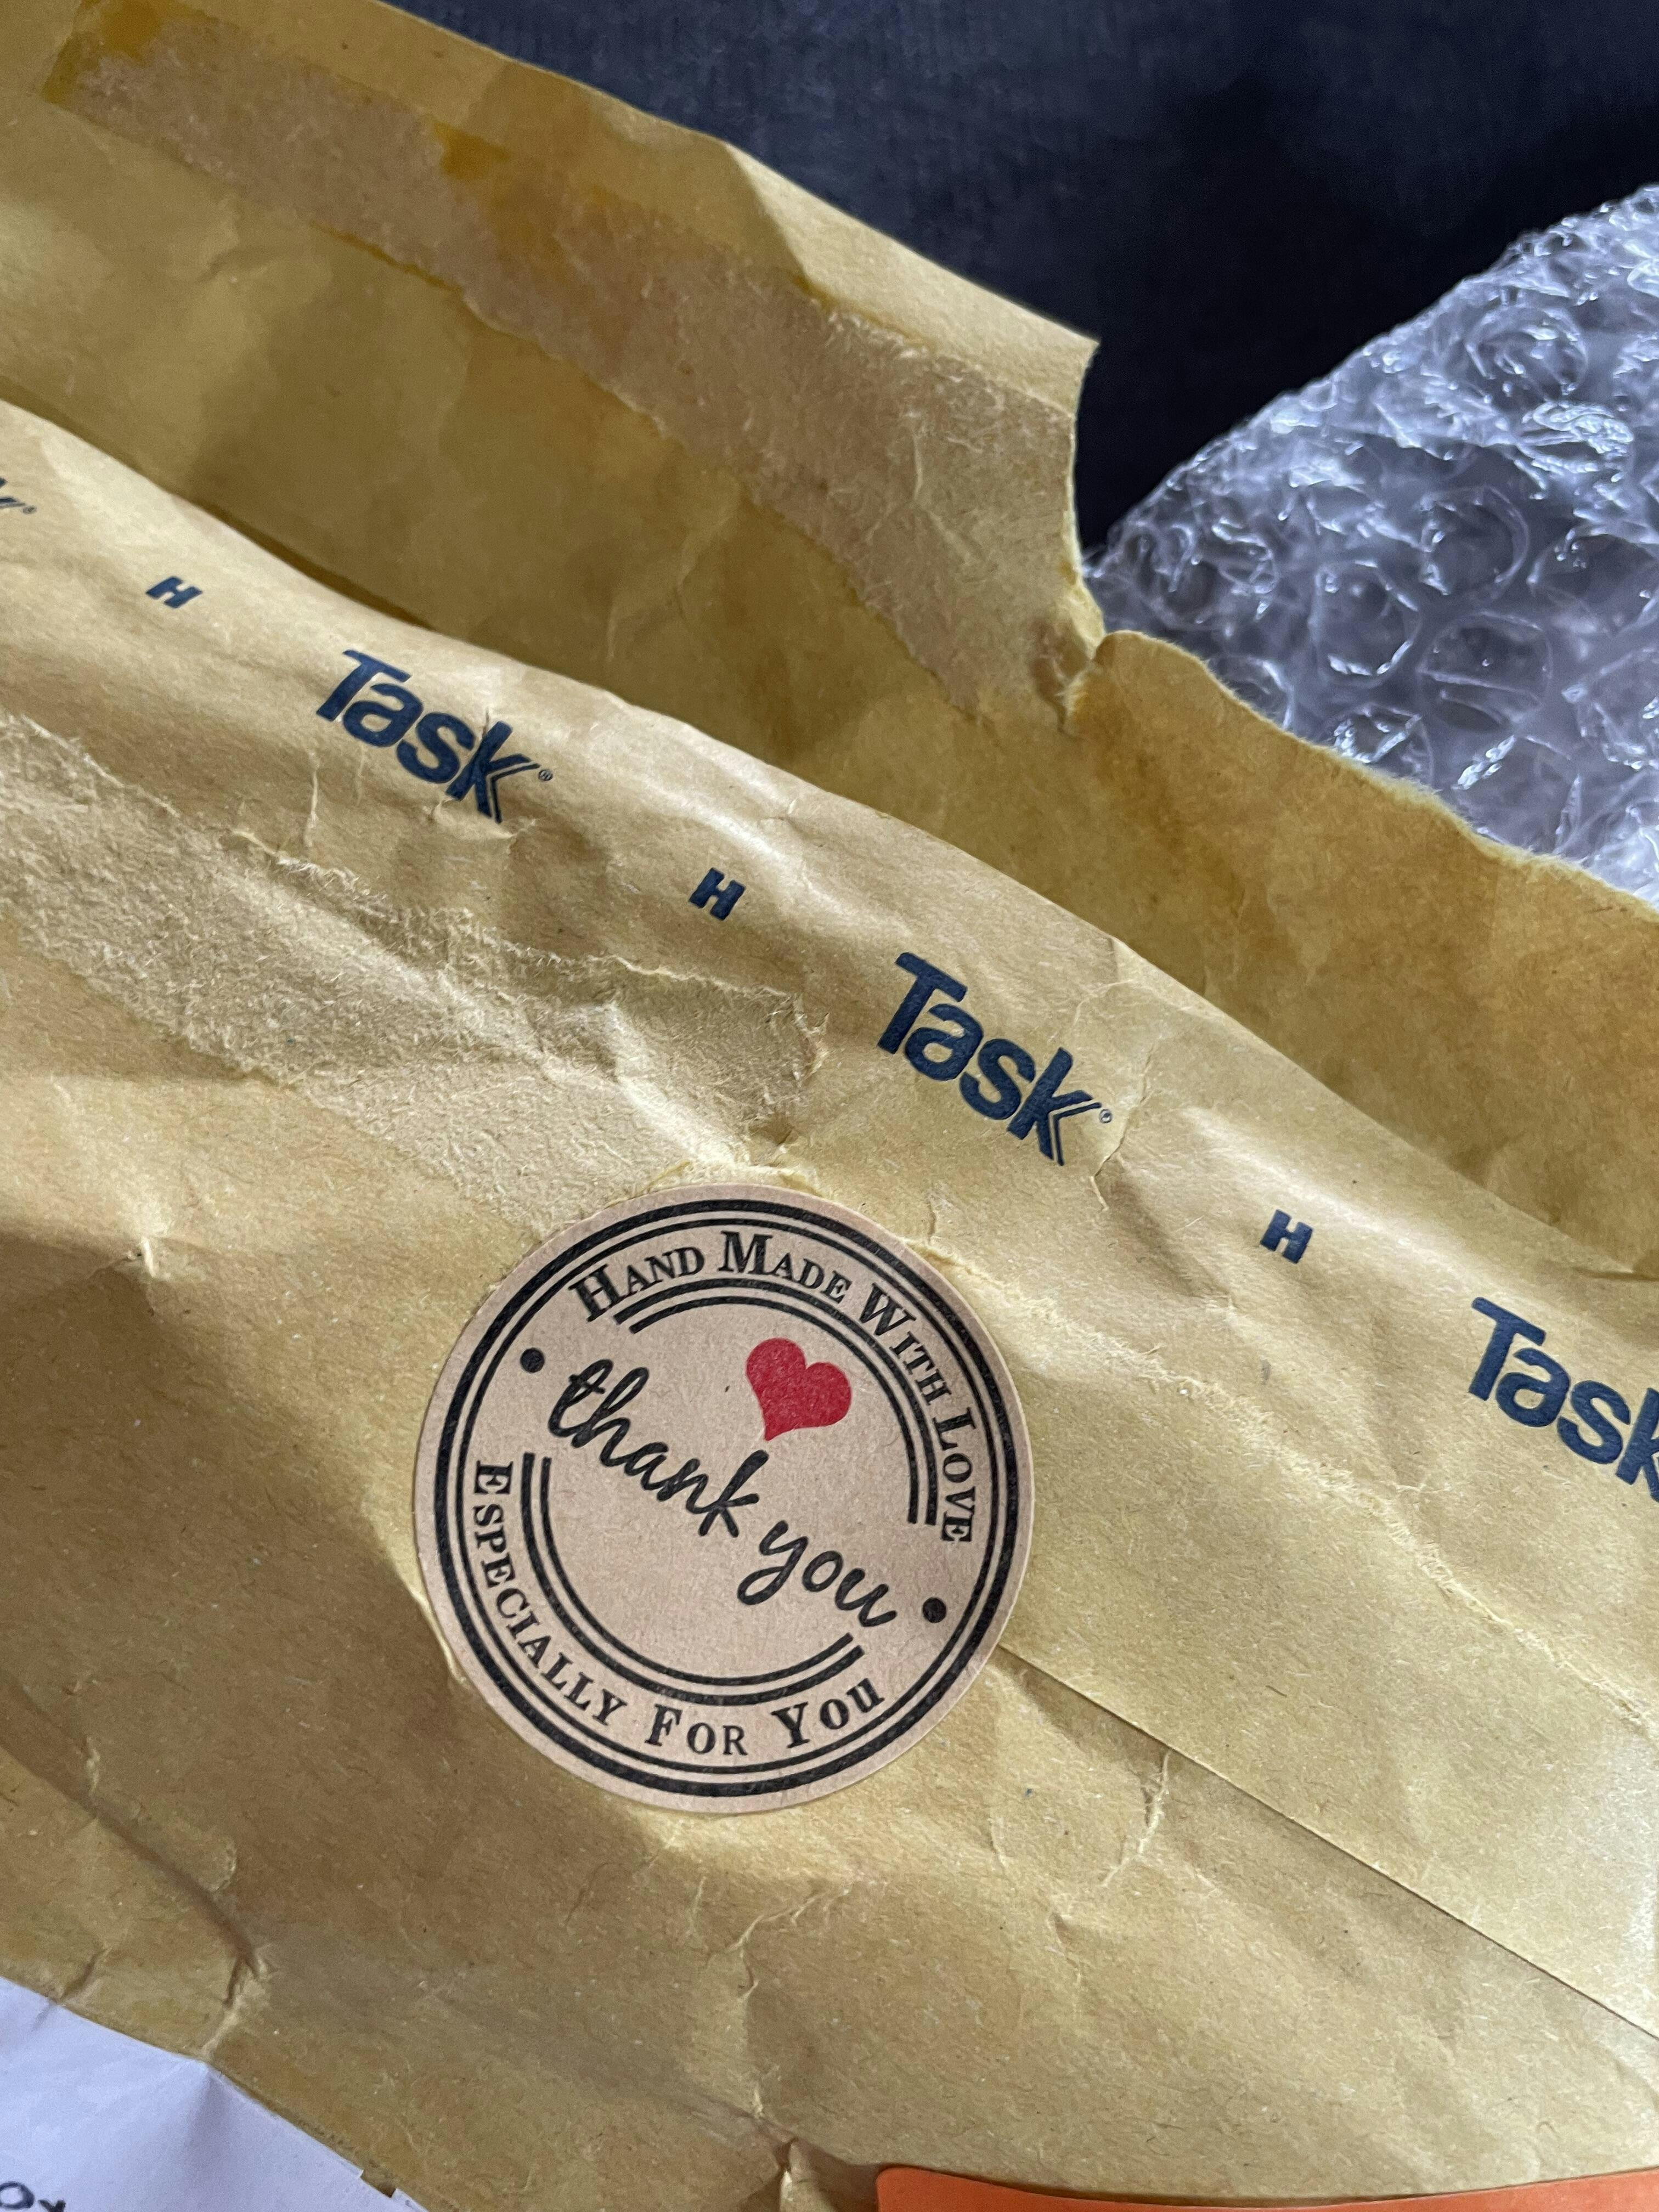 H
Task®
H
Task®
H
Task
Hand Made With Love
thank you
Especially For You